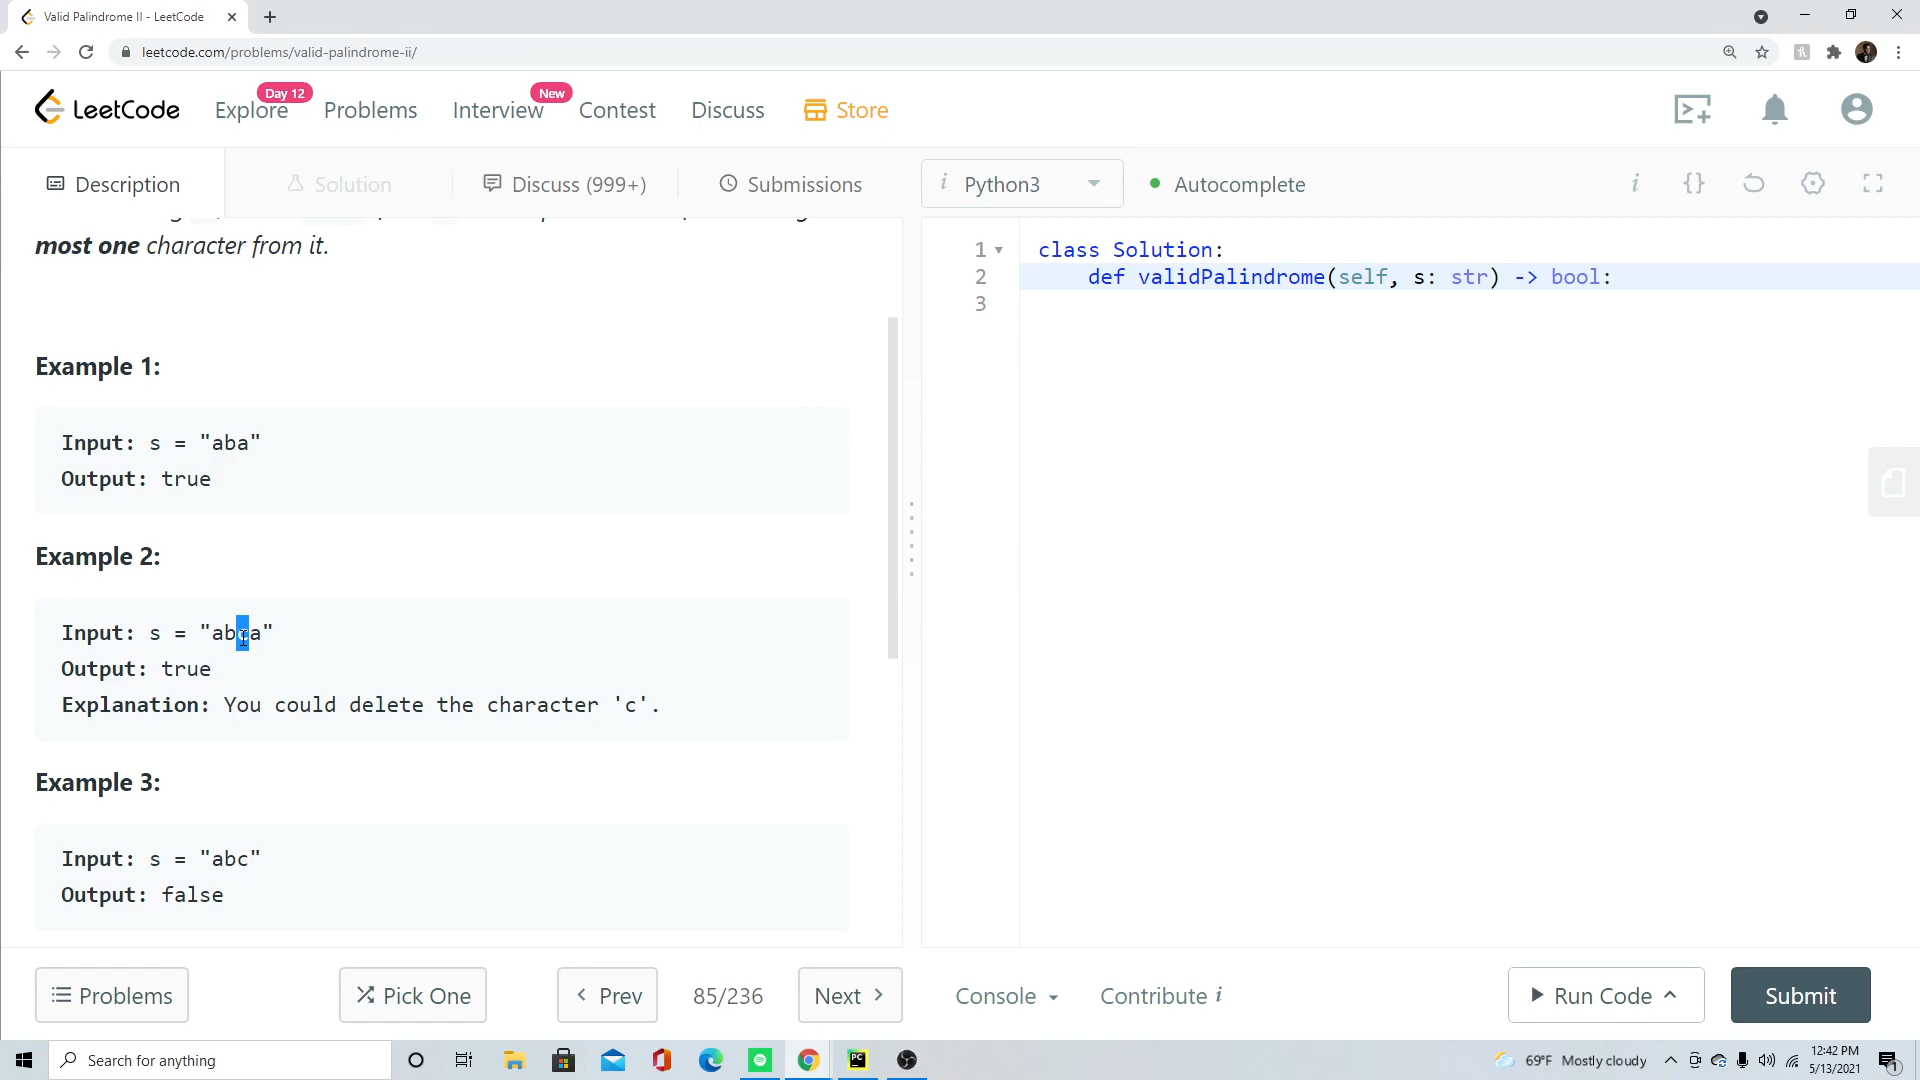 Valid Palindrome II - LeetCode
leetcode.com/problems/valid-palindrome-ii/
LeetCode
Explore
Day 12
Problems
Interview
New
Contest
Discuss
Store
Description
Solution
Discuss (999+)
Submissions
i Python3
Autocomplete
i {}
most one character from it.
Example 1:
Input: s = "aba"
Output: true
Example 2:
Input: s = "abca"
Output: true
Explanation: You could delete the character 'c'.
Example 3:
Input: s = "abc"
Output: false
1 class Solution:
2 def validPalindrome(self, s: str) -> bool:
3
Problems
Pick One
Prev
85/236
Next
Console
Contribute i
Run Code
Submit
Search for anything
PC
69°F Mostly cloudy
12:42 PM
5/13/2021
1